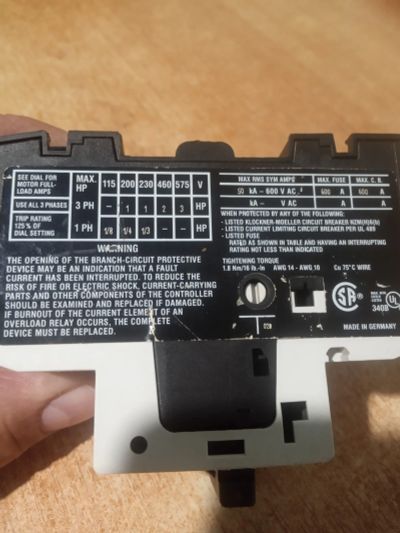 SEE DIAL FOR MOTOR FULL-LOAD AMPS MAX. HP 115 200 230 460 575 V
USE ALL 3 PHASES 3 PH – 1 1 2 3 HP
TRIP RATING 125 % OF DIAL SETTING 1 PH 1/8 1/4 1/3 – – HP
WARNING
THE OPENING OF THE BRANCH-CIRCUIT PROTECTIVE
DEVICE MAY BE AN INDICATION THAT A FAULT
CURRENT HAS BEEN INTERRUPTED. TO REDUCE THE
RISK OF FIRE OR ELECTRIC SHOCK, CURRENT-CARRYING
PARTS AND OTHER COMPONENTS OF THE CONTROLLER
SHOULD BE EXAMINED AND REPLACED IF DAMAGED.
IF BURNOUT OF THE CURRENT ELEMENT OF AN
OVERLOAD RELAY OCCURS, THE COMPLETE
DEVICE MUST BE REPLACED.
MAX RMS SYM AMPS MAX. FUSE MAX. C. B.
50 kA – 600 V AC 600 A 600 A
kA – V AC A A
WHEN PROTECTED BY ANY OF THE FOLLOWING:
- LISTED KLOCKNER-MOELLER CIRCUIT BREAKER
- LISTED CURRENT LIMITING CIRCUIT BREAKER PER UL 489
- LISTED FUSE
RATED AS SHOWN IN TABLE AND HAVING AN INTERRUPTING
RATING NOT LESS THAN INDICATED
TIGHTENING TORQUE
1.8 Nm/16 lb.-in AWG 14 – AWG 10 Cu 75°C WIRE
SA
UL
340B
MADE IN GERMANY